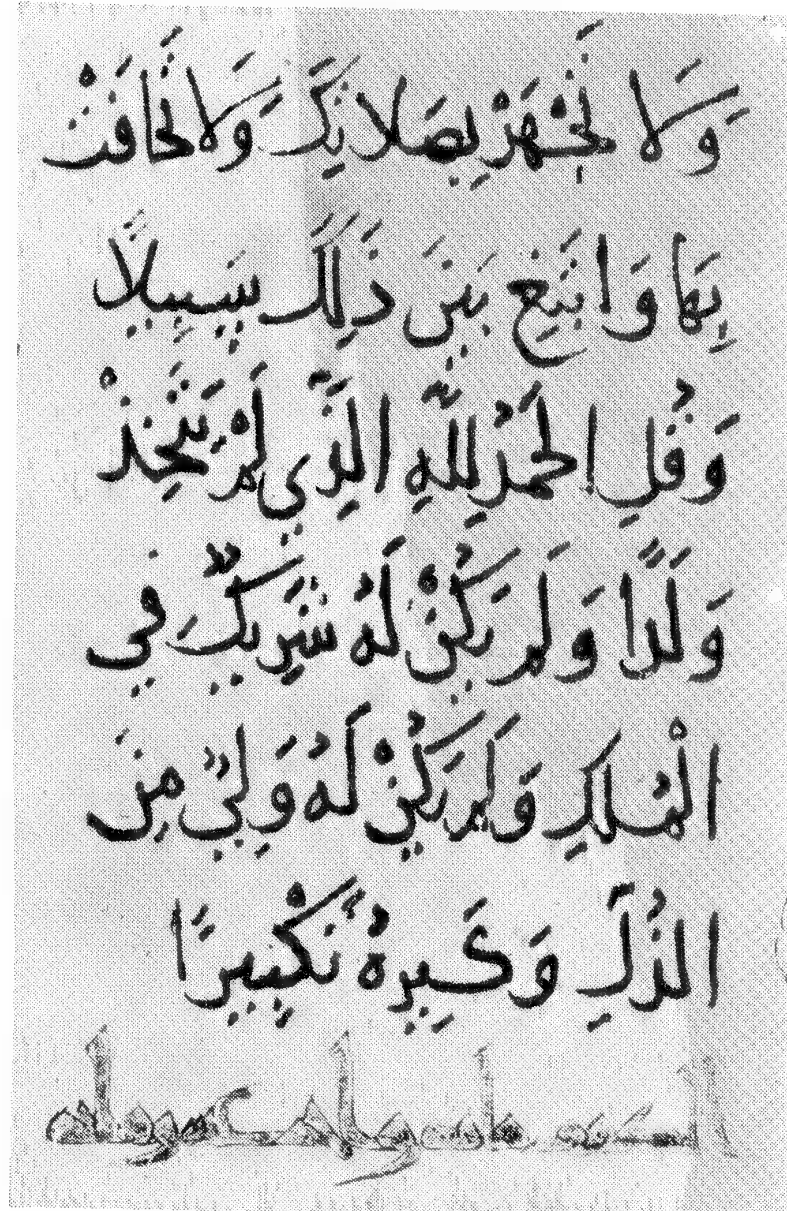 وَلَا تَجْهَرْ بِصَلَاتِكَ وَلَا تُخَافِتْ
بِهَا وَابْتَغِ بَيْنَ ذَلِكَ سَبِيلًا
وَقُلِ الْحَمْدُ لِلَّهِ الَّذِي لَمْ يَتَّخِذْ
وَلَدًا وَلَمْ يَكُنْ لَهُ شَرِيكٌ فِي
الْمُلْكِ وَلَمْ يَكُنْ لَهُ وَلِيٌّ مِنَ
الذُّلِّ وَكَبِّرْهُ تَكْبِيرًا